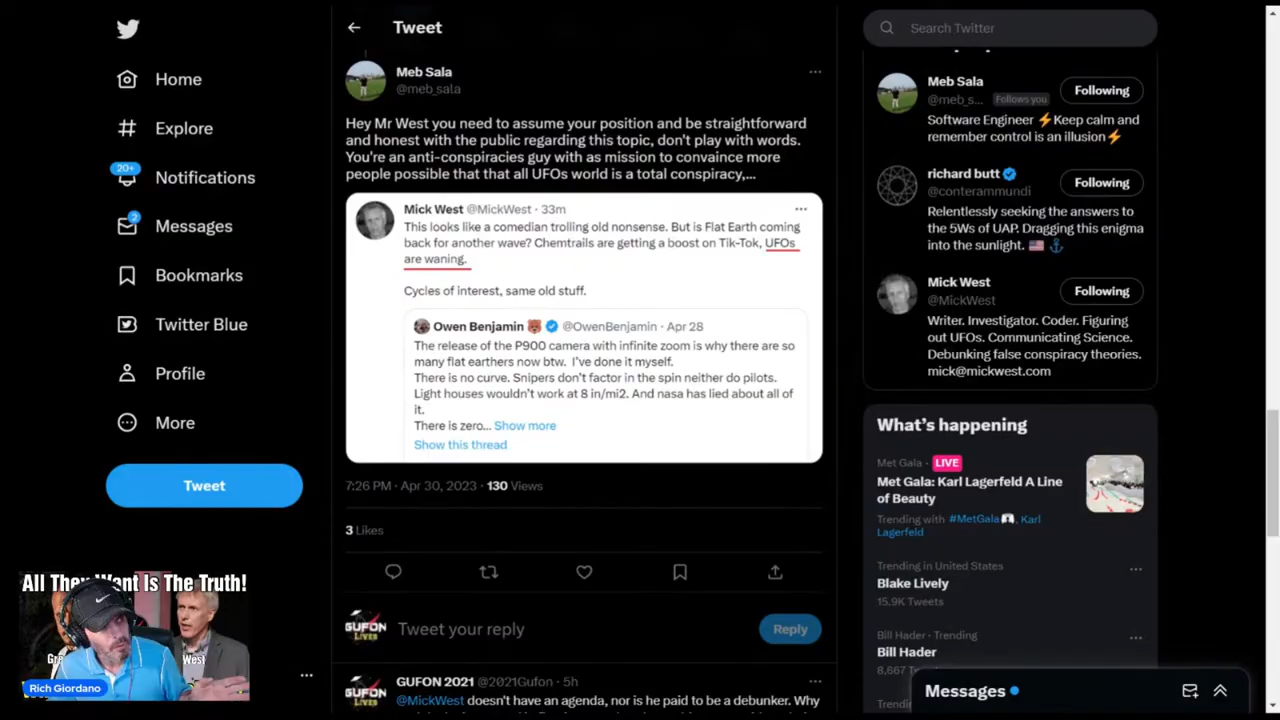 Home
Explore
20+
Notifications
2
Messages
Bookmarks
Twitter Blue
Profile
More
Tweet
All They Want Is The Truth!
West
Rich Giordano
Tweet
Meb Sala
@meb_sala
Hey Mr West you need to assume your position and be straightforward
and honest with the public regarding this topic, don't play with words.
You're an anti-conspiracies guy with as mission to convaince more
people possible that that all UFOs world is a total conspiracy,...
Mick West @MickWest · 33m
This looks like a comedian trolling old nonsense. But is Flat Earth coming
back for another wave? Chemtrails are getting a boost on Tik-Tok, UFOs
are waning.
Cycles of interest, same old stuff.
Owen Benjamin @OwenBenjamin · Apr 28
The release of the P900 camera with infinite zoom is why there are so
many flat earthers now btw. I've done it myself.
There is no curve. Snipers don't factor in the spin neither do pilots.
Light houses wouldn't work at 8 in/mi2. And nasa has lied about all of
it.
There is zero... Show more
Show this thread
7:26 PM · Apr 30, 2023 · 130 Views
3 Likes
GUFON
LIVES
Tweet your reply
Reply
GUFON
LIVES
GUFON 2021 @2021Gufon · 5h
@MickWest doesn't have an agenda, nor is he paid to be a debunker. Why
Search Twitter
Meb Sala
@meb_s... Follows you
Following
Software Engineer ⚡Keep calm and
remember control is an illusion⚡
richard butt
@conterammundi
Following
Relentlessly seeking the answers to
the 5Ws of UAP. Dragging this enigma
into the sunlight. 🇺🇸 ⚓
Mick West
@MickWest
Following
Writer. Investigator. Coder. Figuring
out UFOs. Communicating Science.
Debunking false conspiracy theories.
mick@mickwest.com
What's happening
Met Gala · LIVE
Met Gala: Karl Lagerfeld A Line
of Beauty
Trending with #MetGala, Karl
Lagerfeld
Trending in United States
Blake Lively
15.9K Tweets
Bill Hader · Trending
Bill Hader
8,667
Messages